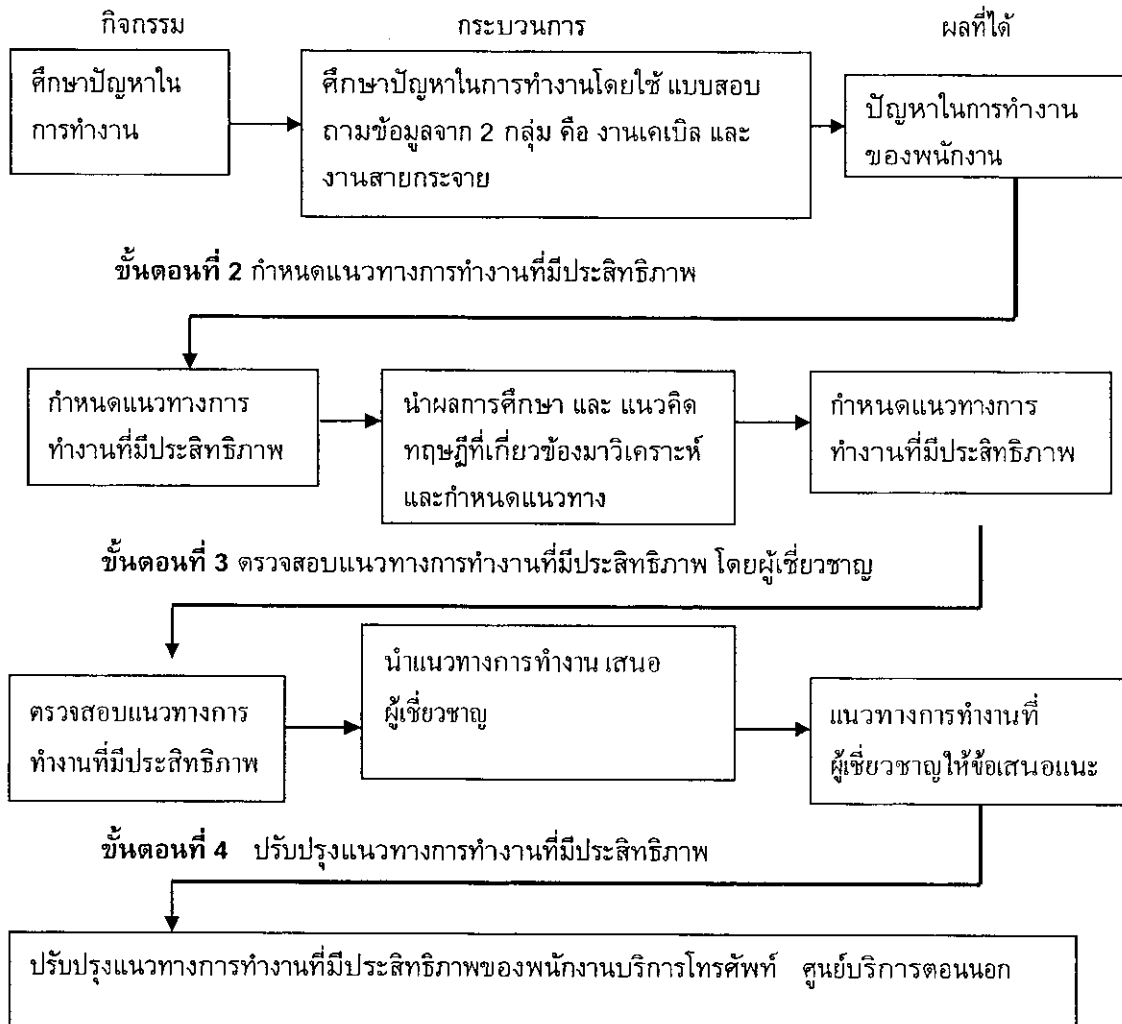 กิจกรรม
กระบวนการ
ผลที่ได้
ศึกษาปัญหาใน
การทำงาน
ศึกษาปัญหาในการทำงานโดยใช้ แบบสอบ
ถามข้อมูลจาก 2 กลุ่ม คือ งานเคเบิล และ
งานสายกระจาย
ปัญหาในการทำงาน
ของพนักงาน
ขั้นตอนที่ 2 กำหนดแนวทางการทำงานที่มีประสิทธิภาพ
กำหนดแนวทางการ
ทำงานที่มีประสิทธิภาพ
นำผลการศึกษา และ แนวคิด
ทฤษฎีที่เกี่ยวข้องมาวิเคราะห์
และกำหนดแนวทาง
กำหนดแนวทางการ
ทำงานที่มีประสิทธิภาพ
ขั้นตอนที่ 3 ตรวจสอบแนวทางการทำงานที่มีประสิทธิภาพ โดยผู้เชี่ยวชาญ
ตรวจสอบแนวทางการ
ทำงานที่มีประสิทธิภาพ
นำแนวทางการทำงาน เสนอ
ผู้เชี่ยวชาญ
แนวทางการทำงานที่
ผู้เชี่ยวชาญให้ข้อเสนอแนะ
ขั้นตอนที่ 4 ปรับปรุงแนวทางการทำงานที่มีประสิทธิภาพ
ปรับปรุงแนวทางการทำงานที่มีประสิทธิภาพของพนักงานบริการโทรศัพท์ ศูนย์บริการตอนนอก